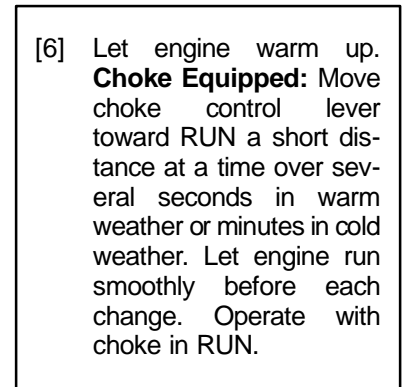 [6] Let engine warm up.
Choke Equipped: Move
choke control lever
toward RUN a short dis-
tance at a time over sev-
eral seconds in warm
weather or minutes in cold
weather. Let engine run
smoothly before each
change. Operate with
choke in RUN.